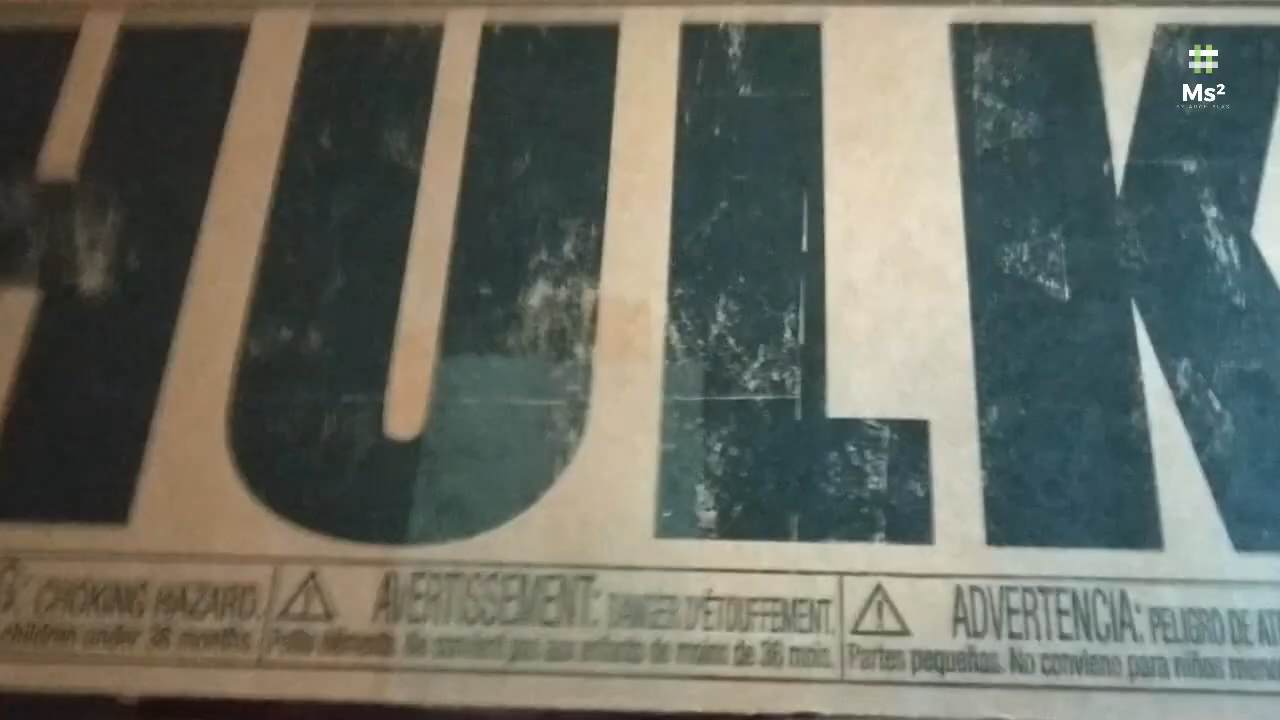 HULK
CHOKING HAZARD.
children under 36 months.
AVERTISSEMENT: DANGER D'ÉTOUFFEMENT.
Petits éléments. Ne convient pas aux enfants de moins de 36 mois.
ADVERTENCIA: PELIGRO DE
Partes pequeñas. No conviene para niños
Ms²